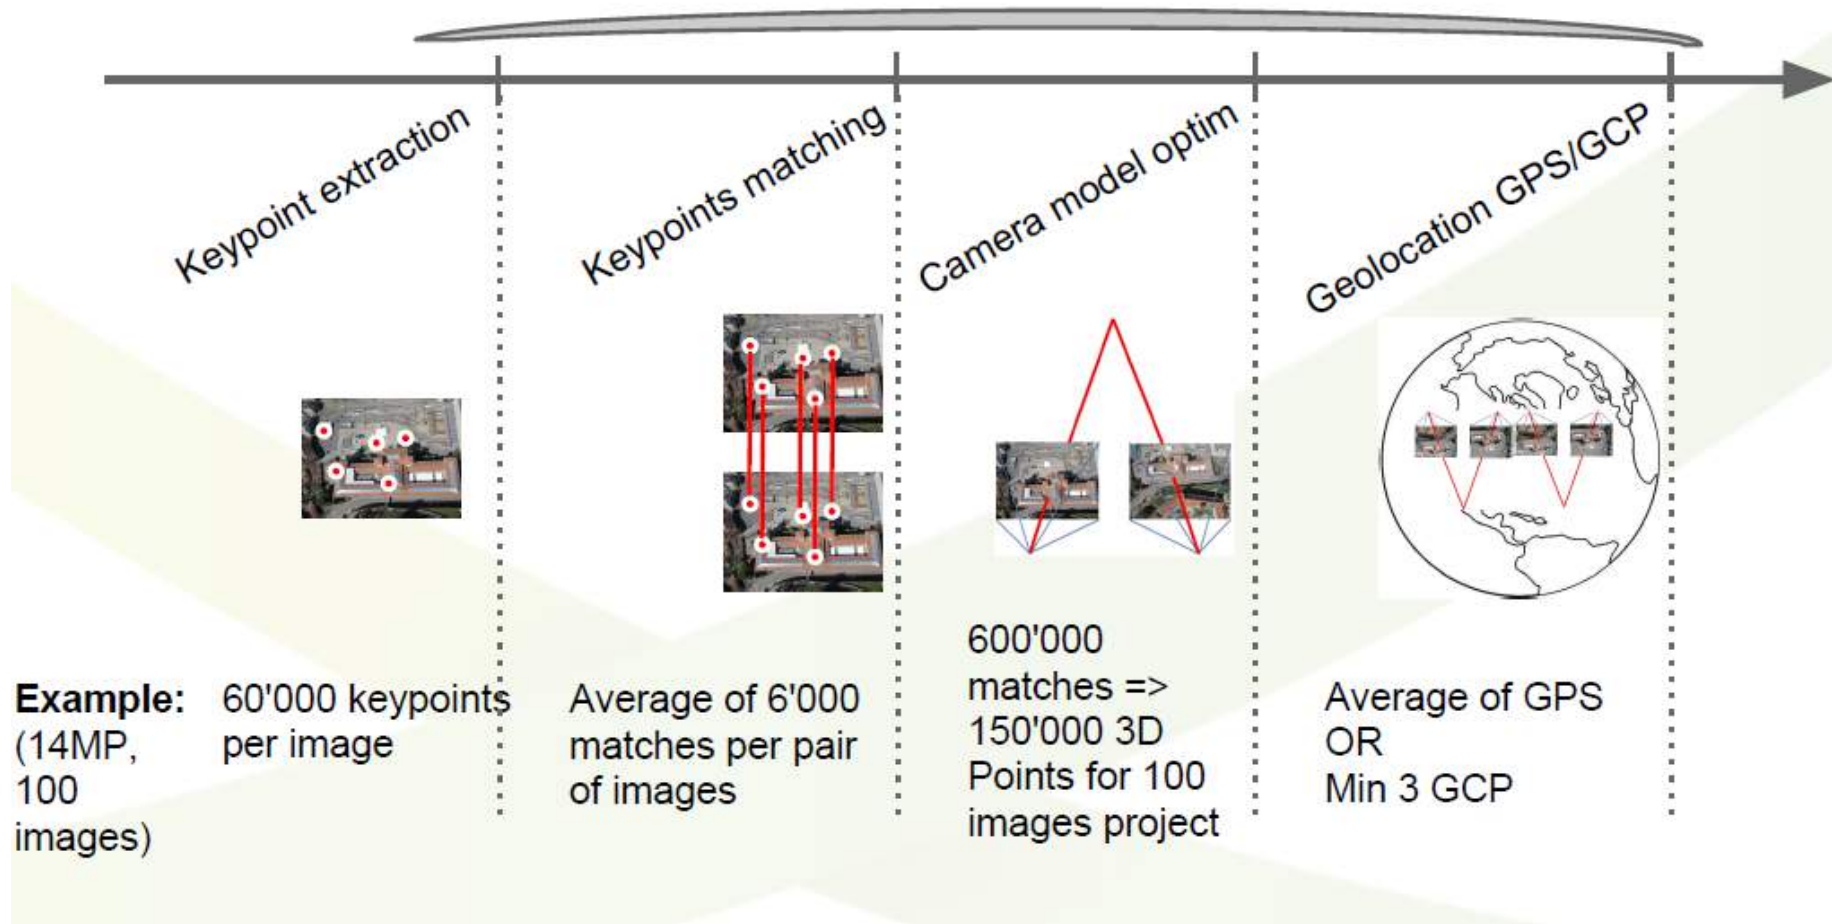 Keypoint extraction
Keypoints matching
Camera model optim
Geolocation GPS/GCP
Example:
(14MP,
100
images)
60'000 keypoints
per image
Average of 6'000
matches per pair
of images
600'000
matches =>
150'000 3D
Points for 100
images project
Average of GPS
OR
Min 3 GCP